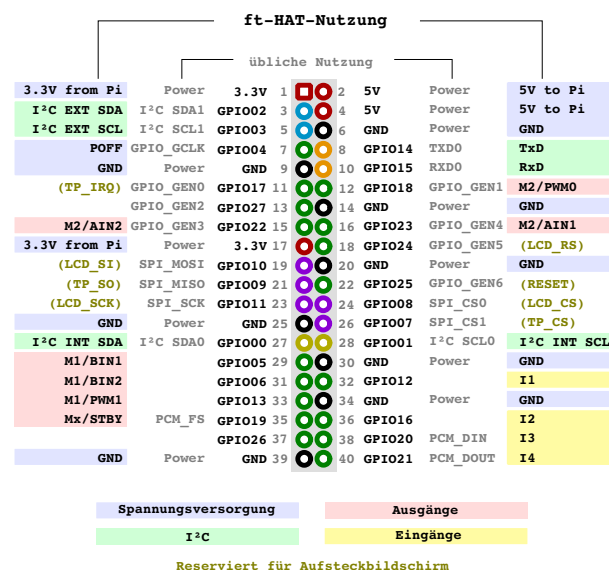 ft-HAT-Nutzung
übliche Nutzung
3.3V from Pi Power 3.3V 1 2 5V Power 5V to Pi
I²C EXT SDA I²C SDA1 GPIO02 3 4 5V Power 5V to Pi
I²C EXT SCL I²C SCL1 GPIO03 5 6 GND Power GND
POFF GPIO_GCLK GPIO04 7 8 GPIO14 TXD0 TxD
GND Power GND 9 10 GPIO15 RXD0 RxD
(TP_IRQ) GPIO_GEN0 GPIO17 11 12 GPIO18 GPIO_GEN1 M2/PWM0
GPIO_GEN2 GPIO27 13 14 GND Power GND
M2/AIN2 GPIO_GEN3 GPIO22 15 16 GPIO23 GPIO_GEN4 M2/AIN1
3.3V from Pi Power 3.3V 17 18 GPIO24 GPIO_GEN5 (LCD_RS)
(LCD_SI) SPI_MOSI GPIO10 19 20 GND Power GND
(TP_SO) SPI_MISO GPIO09 21 22 GPIO25 GPIO_GEN6 (RESET)
(LCD_SCK) SPI_SCK GPIO11 23 24 GPIO08 SPI_CS0 (LCD_CS)
GND Power GND 25 26 GPIO07 SPI_CS1 (TP_CS)
I²C INT SDA I²C SDA0 GPIO00 27 28 GPIO01 I²C SCL0 I²C INT SCL
M1/BIN1 GPIO05 29 30 GND Power GND
M1/BIN2 GPIO06 31 32 GPIO12 I1
M1/PWM1 GPIO13 33 34 GND Power GND
Mx/STBY PCM_FS GPIO19 35 36 GPIO16 I2
GPIO26 37 38 GPIO20 PCM_DIN I3
GND Power GND 39 40 GPIO21 PCM_DOUT I4
Spannungsversorgung Ausgänge
I²C Eingänge
Reserviert für Aufsteckbildschirm